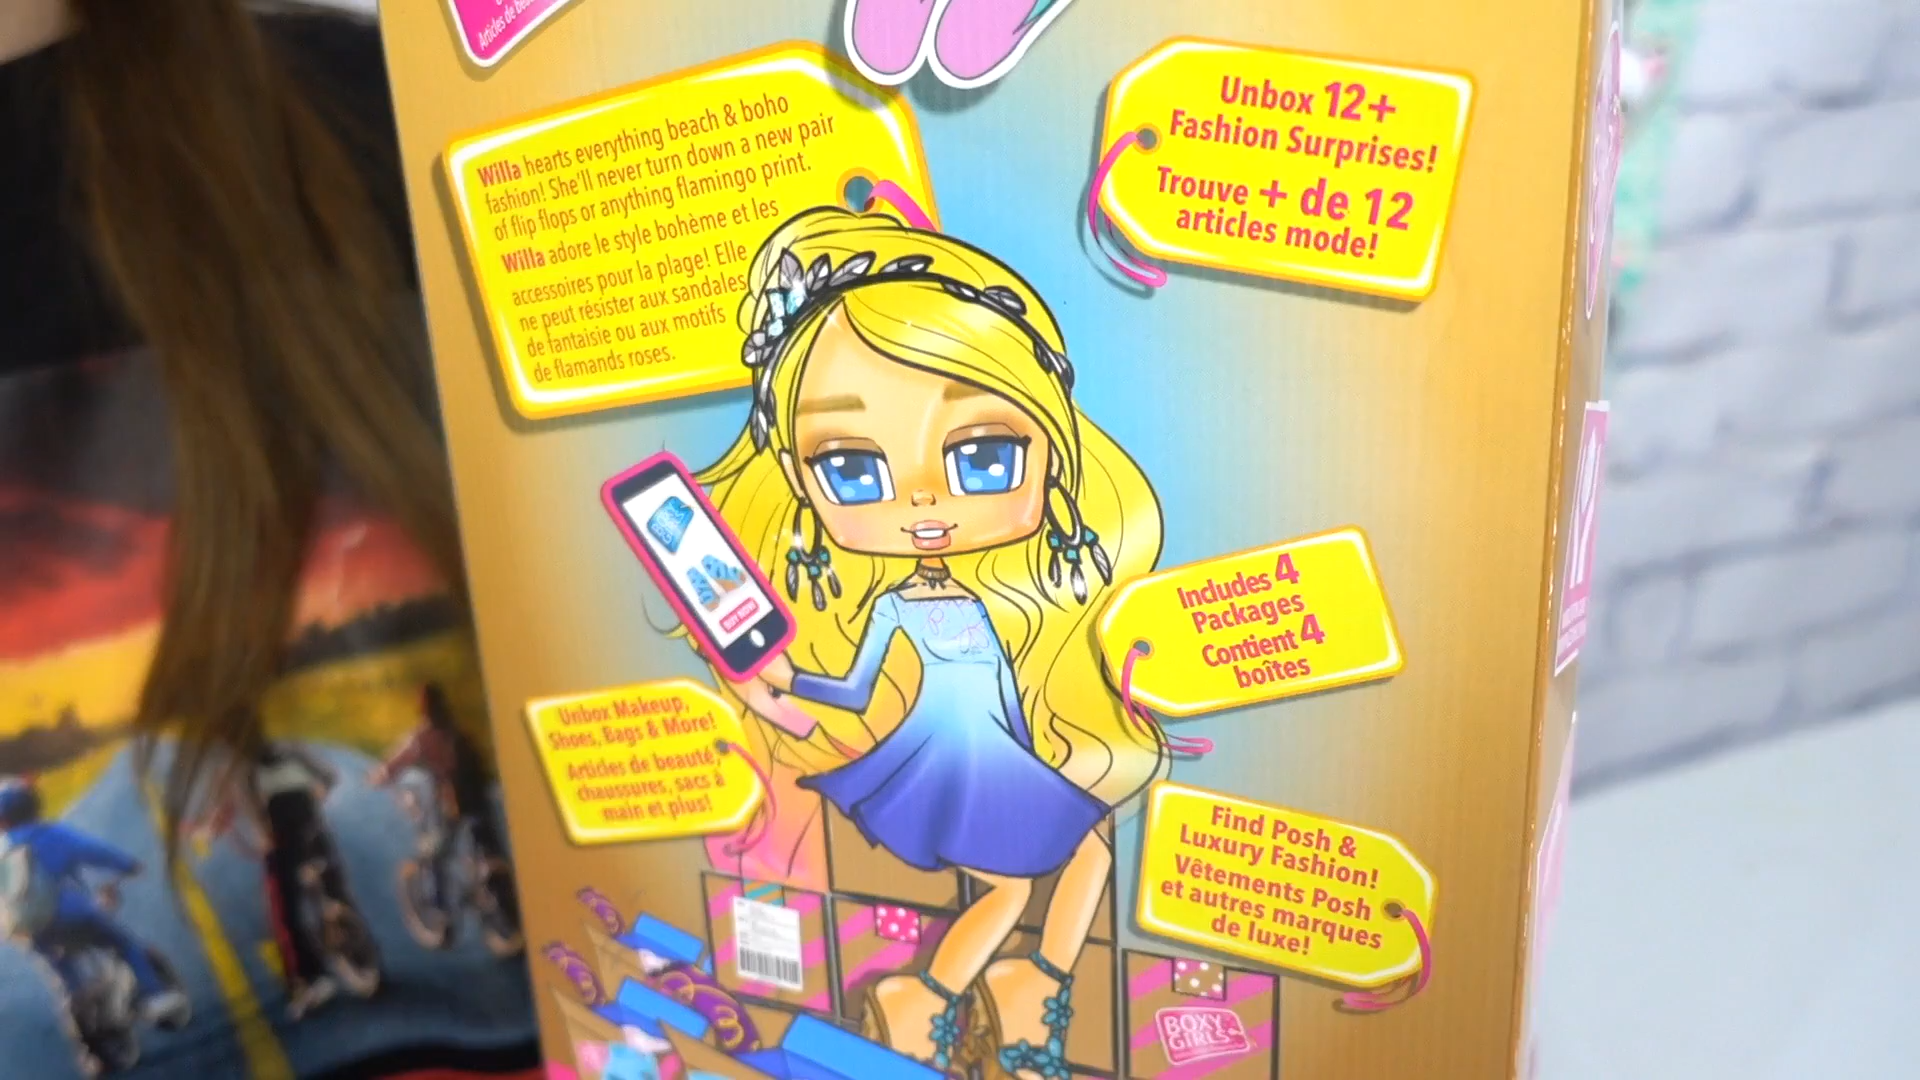 Articles de
Willa hearts everything beach & boho
fashion! She'll never turn down a new pair
of flip flops or anything flamingo print.
Willa adore le style bohème et les
accessoires pour la plage! Elle
ne peut résister aux sandales
de fantaisie ou aux motifs
de flamands roses.
Unbox 12+
Fashion Surprises!
Trouve + de 12
articles mode!
BUY NOW!
Includes 4
Packages
Contient 4
boîtes
Unbox Makeup,
Shoes, Bags & More!
Articles de beauté,
chaussures, sacs à
main et plus!
Find Posh &
Luxury Fashion!
Vêtements Posh
et autres marques
de luxe!
BOXY
GIRLS